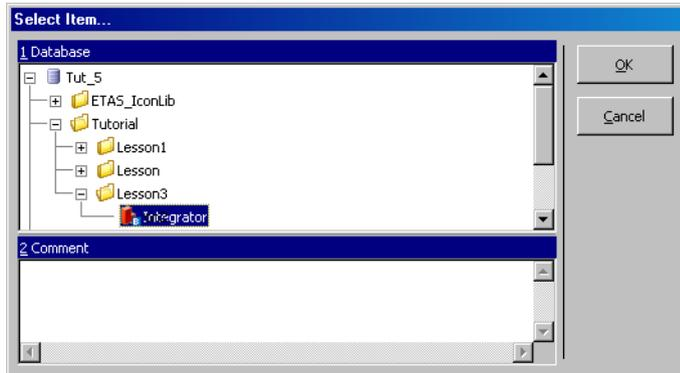 Select Item...
1 Database
OK
Tut_5
ETAS_IconLib
Cancel
Tutorial
Lesson1
Lesson
Lesson3
Integrator
2 Comment